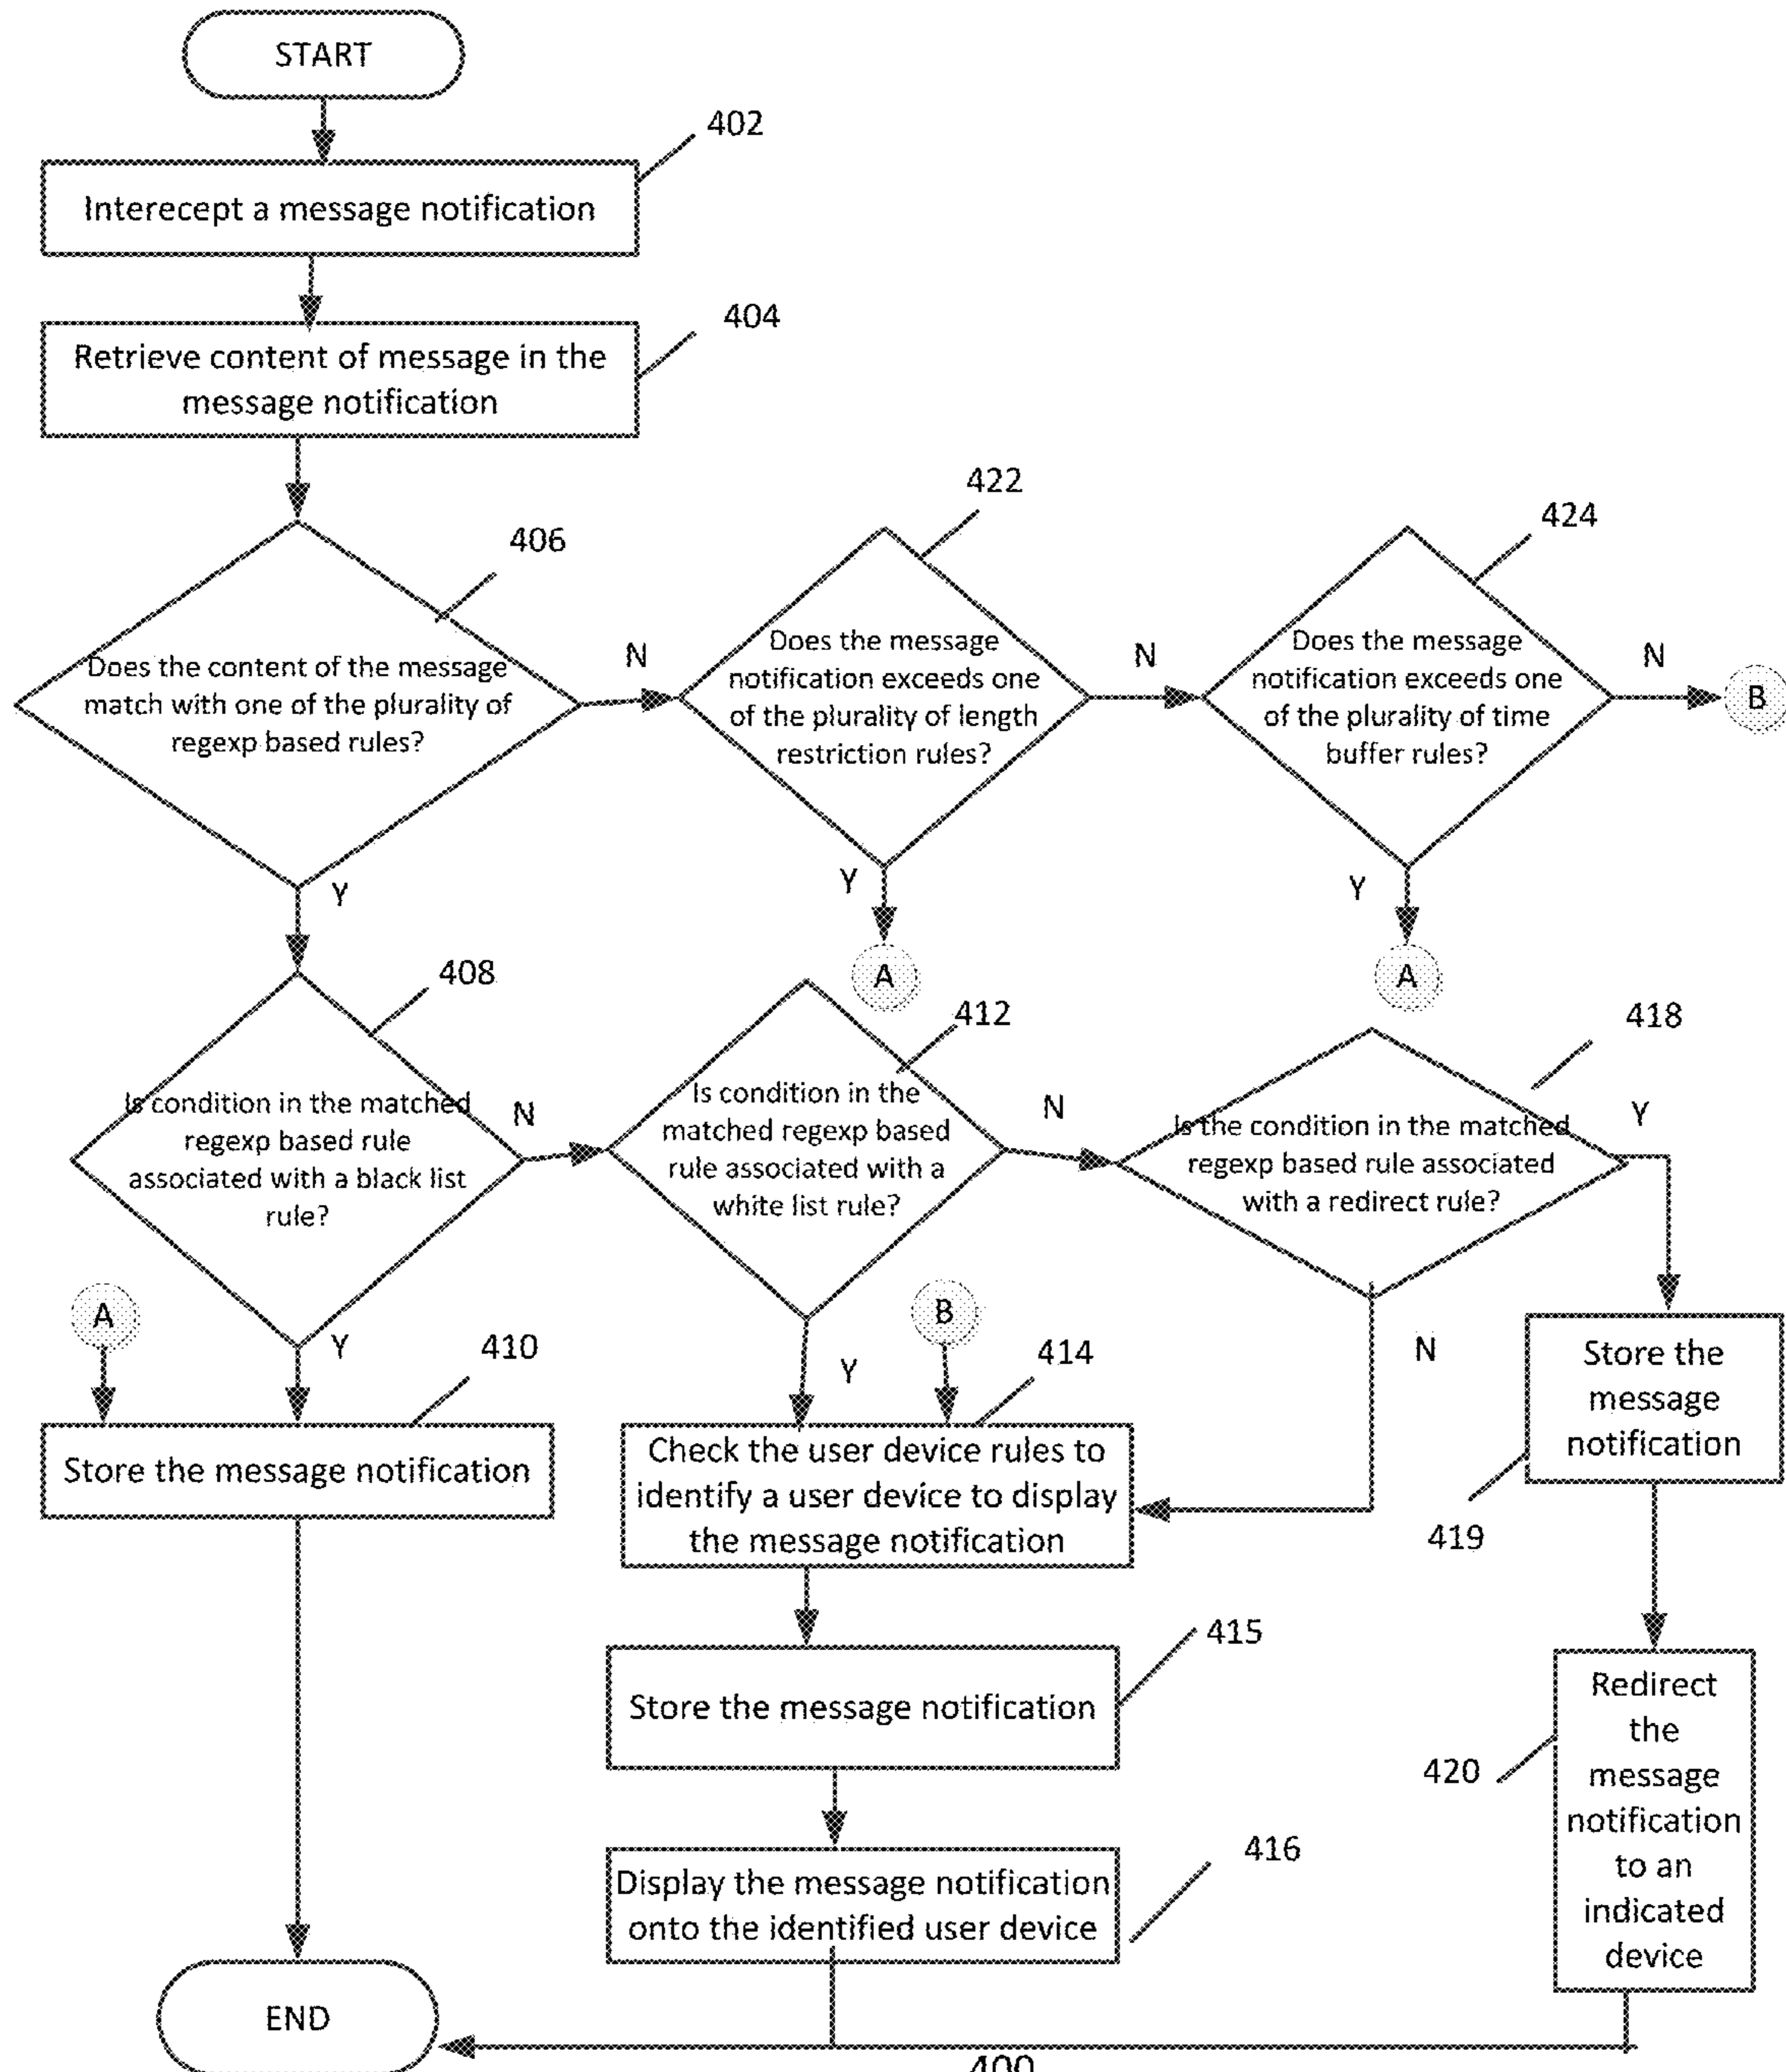 START
402
Interecept a message notification
404
Retrieve content of message in the
message notification
406
Does the content of the message
match with one of the plurality of
regexp based rules?
N
Y
422
Does the message
notification exceeds one
of the plurality of length
restriction rules?
N
Y
A
424
Does the message
notification exceeds one
of the plurality of time
buffer rules?
N
B
Y
A
408
Is condition in the matched
regexp based rule
associated with a black list
rule?
N
Y
412
Is condition in the
matched regexp based
rule associated with a
white list rule?
N
Y
418
Is the condition in the matched
regexp based rule associated
with a redirect rule?
Y
N
A
410
Store the message notification
B
414
Check the user device rules to
identify a user device to display
the message notification
Store the
message
notification
419
415
Store the message notification
416
Display the message notification
onto the identified user device
420
Redirect
the
message
notification
to an
indicated
device
END
400